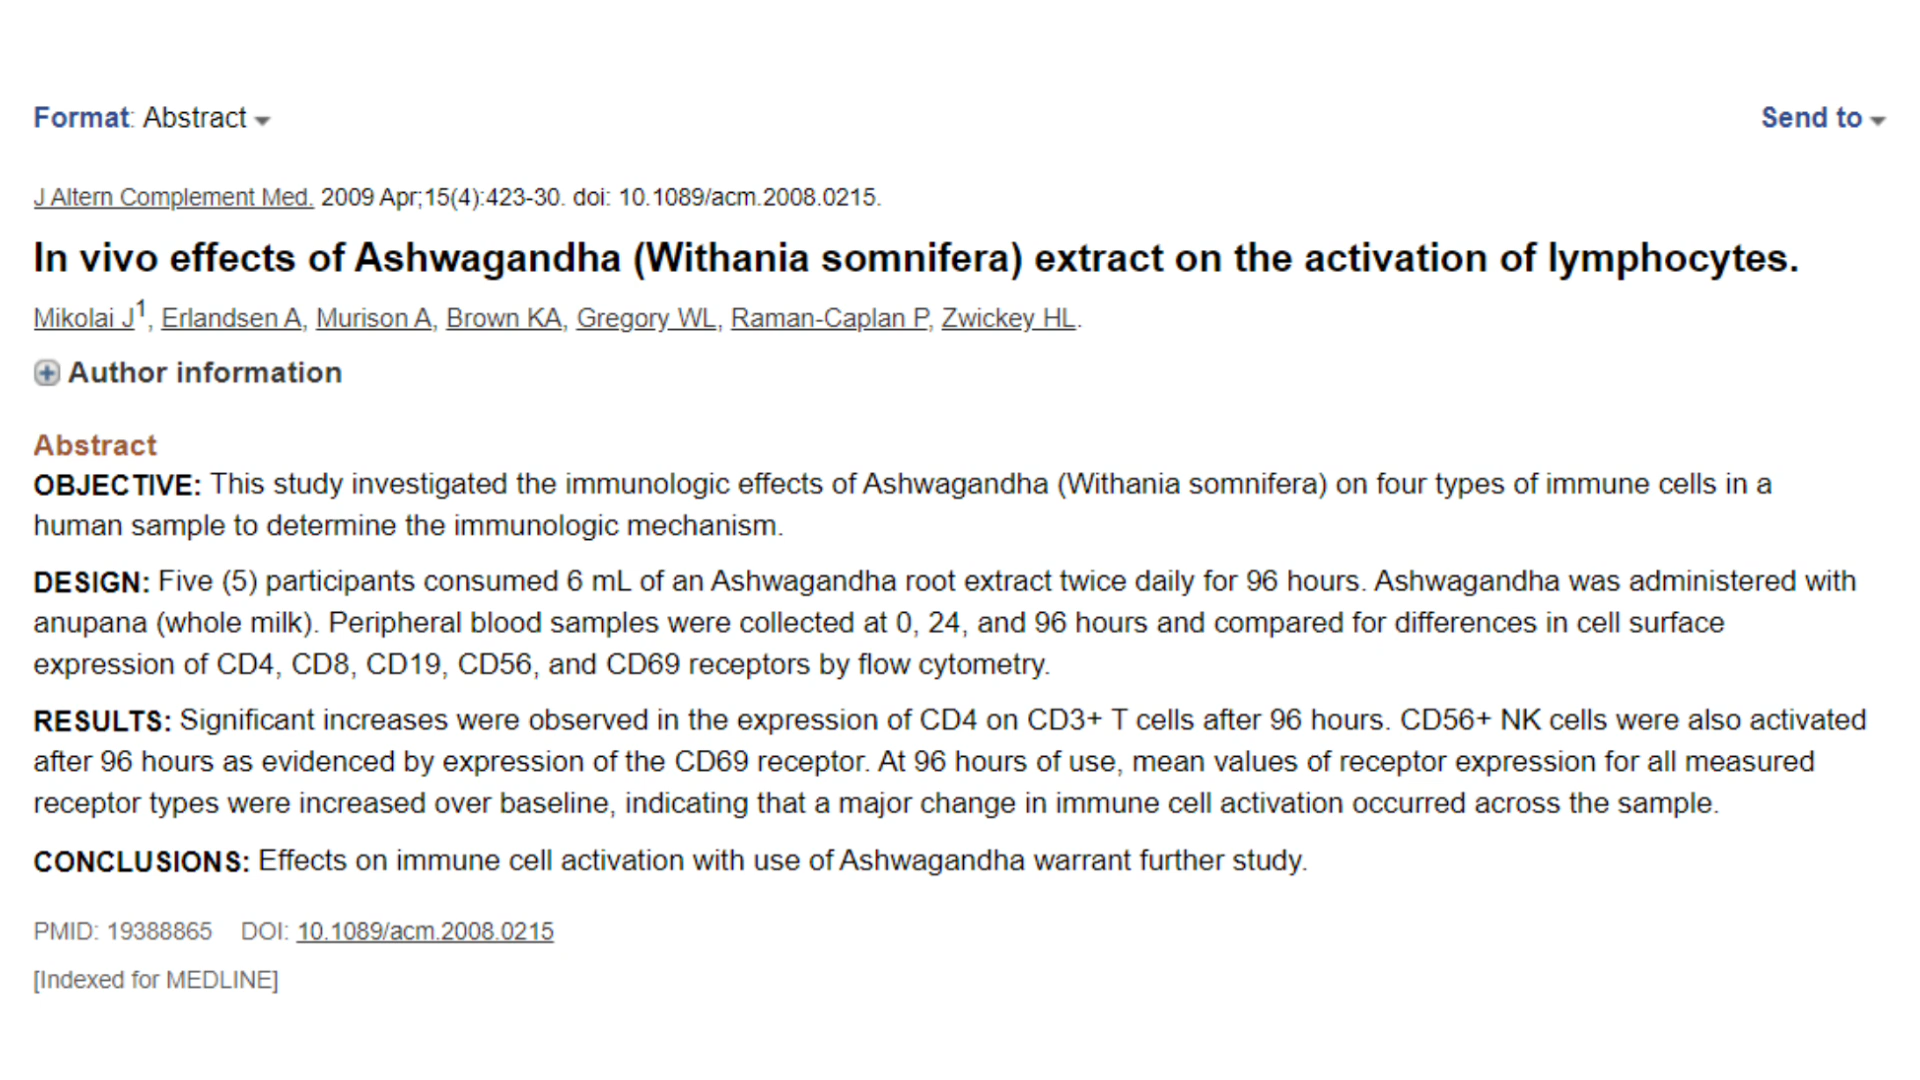 Format: Abstract
Send to
J Altern Complement Med. 2009 Apr;15(4):423-30. doi: 10.1089/acm.2008.0215.
In vivo effects of Ashwagandha (Withania somnifera) extract on the activation of lymphocytes.
Mikolai J1, Erlandsen A, Murison A, Brown KA, Gregory WL, Raman-Caplan P, Zwickey HL.
Author information
Abstract
OBJECTIVE: This study investigated the immunologic effects of Ashwagandha (Withania somnifera) on four types of immune cells in a
human sample to determine the immunologic mechanism.
DESIGN: Five (5) participants consumed 6 mL of an Ashwagandha root extract twice daily for 96 hours. Ashwagandha was administered with
anupana (whole milk). Peripheral blood samples were collected at 0, 24, and 96 hours and compared for differences in cell surface
expression of CD4, CD8, CD19, CD56, and CD69 receptors by flow cytometry.
RESULTS: Significant increases were observed in the expression of CD4 on CD3+ T cells after 96 hours. CD56+ NK cells were also activated
after 96 hours as evidenced by expression of the CD69 receptor. At 96 hours of use, mean values of receptor expression for all measured
receptor types were increased over baseline, indicating that a major change in immune cell activation occurred across the sample.
CONCLUSIONS: Effects on immune cell activation with use of Ashwagandha warrant further study.
PMID: 19388865 DOI: 10.1089/acm.2008.0215
[Indexed for MEDLINE]